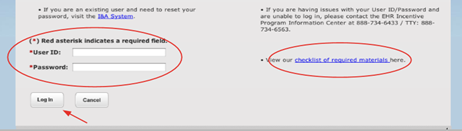 • If you are an existing user and need to reset your
password, visit the I&A System.
(*) Red asterisk indicates a required field.
*User ID:
*Password:
Log In
Cancel
• If you are having issues with your User ID/Password and
are unable to log in, please contact the EHR Incentive
Program Information Center at 888-734-6433 / TTY: 888-
734-6563.
• View our checklist of required materials here.